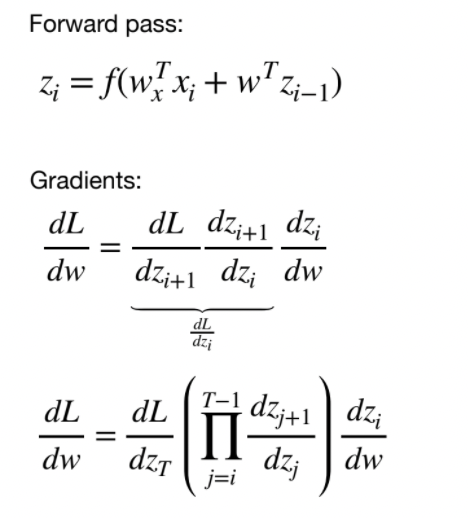 Forward pass:
z_i = f(w_x^T x_i + w^T z_{i-1})
Gradients:
\frac{dL}{dw} = \underbrace{\frac{dL}{dz_{i+1}} \frac{dz_{i+1}}{dz_i}}_{\frac{dL}{dz_i}} \frac{dz_i}{dw}
\frac{dL}{dw} = \frac{dL}{dz_T} \left( \prod_{j=i}^{T-1} \frac{dz_{j+1}}{dz_j} \right) \frac{dz_i}{dw}